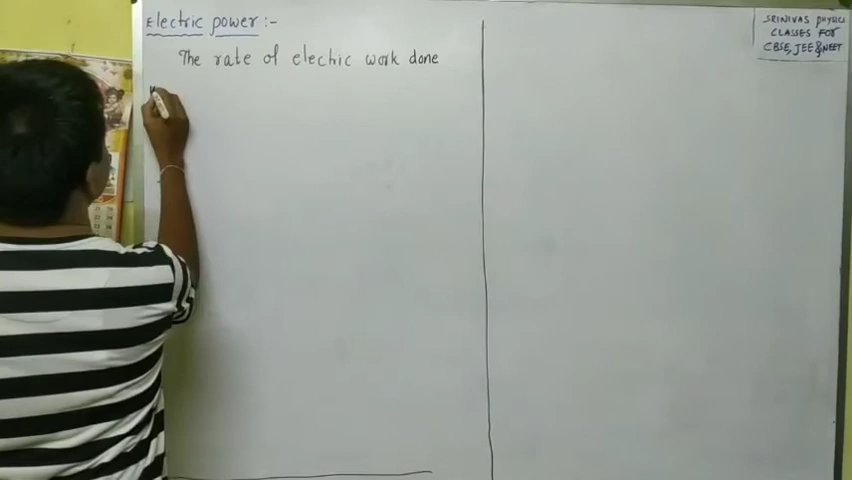 Electric power :-
The rate of electric work done
SRINIVAS PHYSICS
CLASSES FOR
CBSE, JEE & NEET